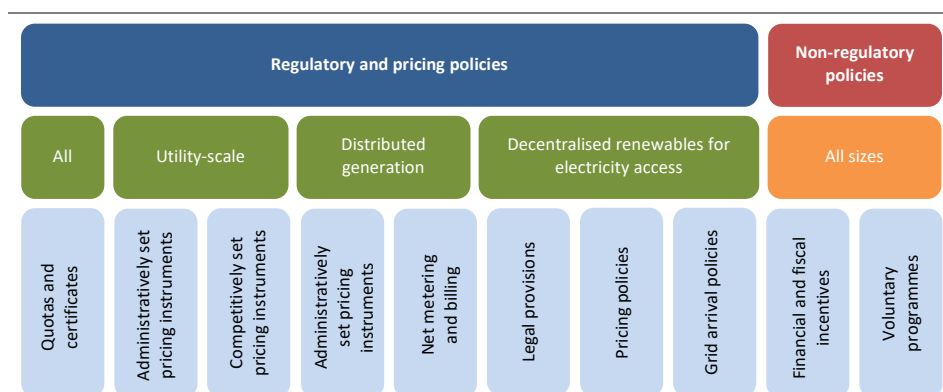 Regulatory and pricing policies
Non-regulatory
policies
All
Utility-scale
Distributed
generation
Decentralised renewables for
electricity access
All sizes
Quotas and
certificates
Administratively set
pricing instruments
Competitively set
pricing instruments
Administratively
set pricing
instruments
Net metering
and billing
Legal provisions
Pricing policies
Grid arrival policies
Financial and fiscal
incentives
Voluntary
programmes